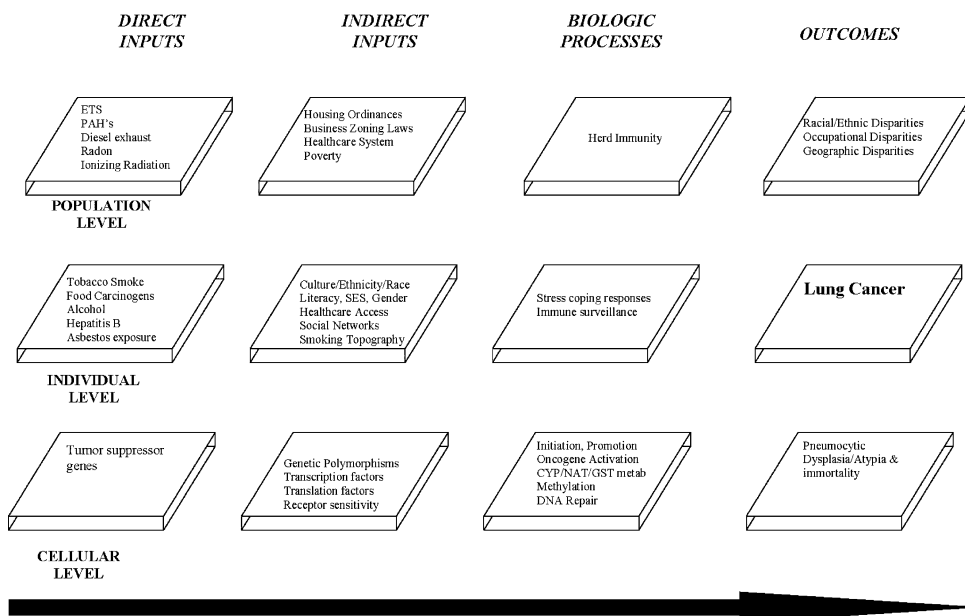 DIRECT
INPUTS
INDIRECT
INPUTS
BIOLOGIC
PROCESSES
OUTCOMES
ETS
PAH's
Diesel exhaust
Radon
Ionizing Radiation
Housing Ordinances
Business Zoning Laws
Healthcare System
Poverty
Herd Immunity
Racial/Ethnic Disparities
Occupational Disparities
Geographic Disparities
POPULATION
LEVEL
Tobacco Smoke
Food Carcinogens
Alcohol
Hepatitis B
Asbestos exposure
Culture/Ethnicity/Race
Literacy, SES, Gender
Healthcare Access
Social Networks
Smoking Topography
Stress coping responses
Immune surveillance
Lung Cancer
INDIVIDUAL
LEVEL
Tumor suppressor
genes
Genetic Polymorphisms
Transcription factors
Translation factors
Receptor sensitivity
Initiation, Promotion
Oncogene Activation
CYP/NAT/GST metab
Methylation
DNA Repair
Pneumocytic
Dysplasia/Atypia &
immortality
CELLULAR
LEVEL